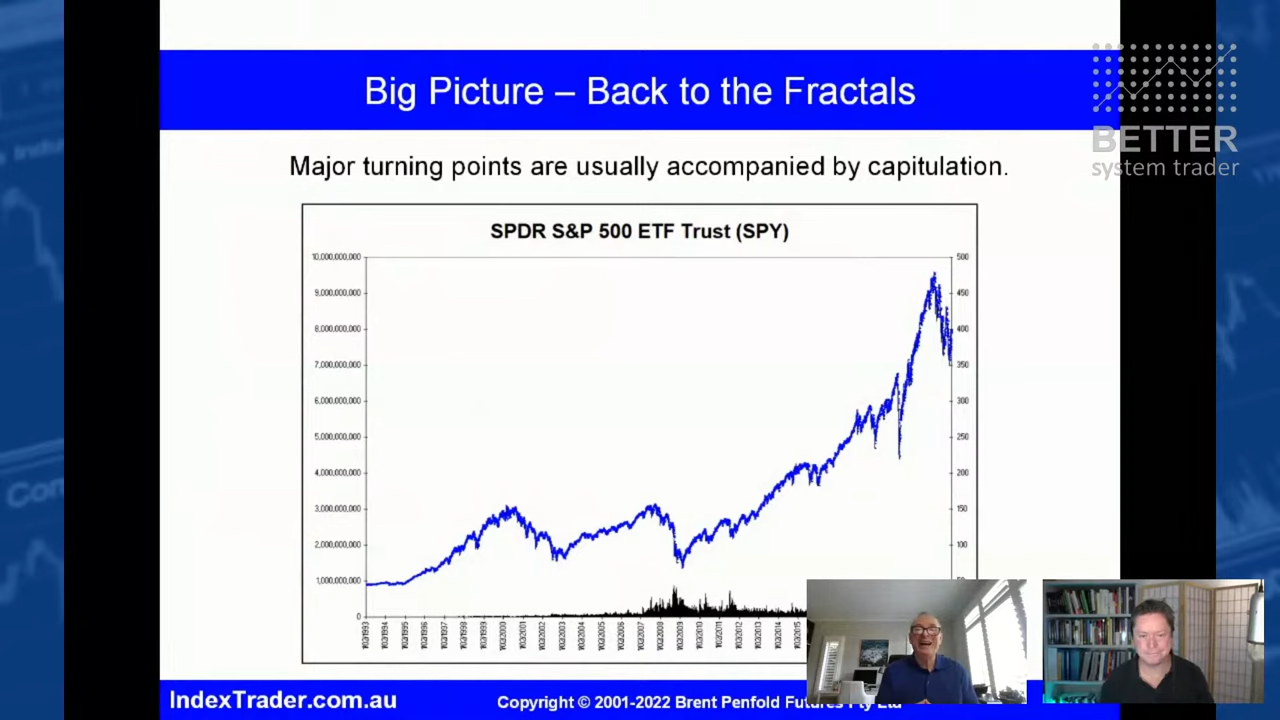 Big Picture – Back to the Fractals
BETTER
system trader
Major turning points are usually accompanied by capitulation.
SPDR S&P 500 ETF Trust (SPY)
10,000,000,000
9,000,000,000
8,000,000,000
7,000,000,000
6,000,000,000
5,000,000,000
4,000,000,000
3,000,000,000
2,000,000,000
1,000,000,000
0
500
450
400
350
300
250
200
150
100
IndexTrader.com.au
Copyright © 2001-2022 Brent Penfold Futures Pty Ltd